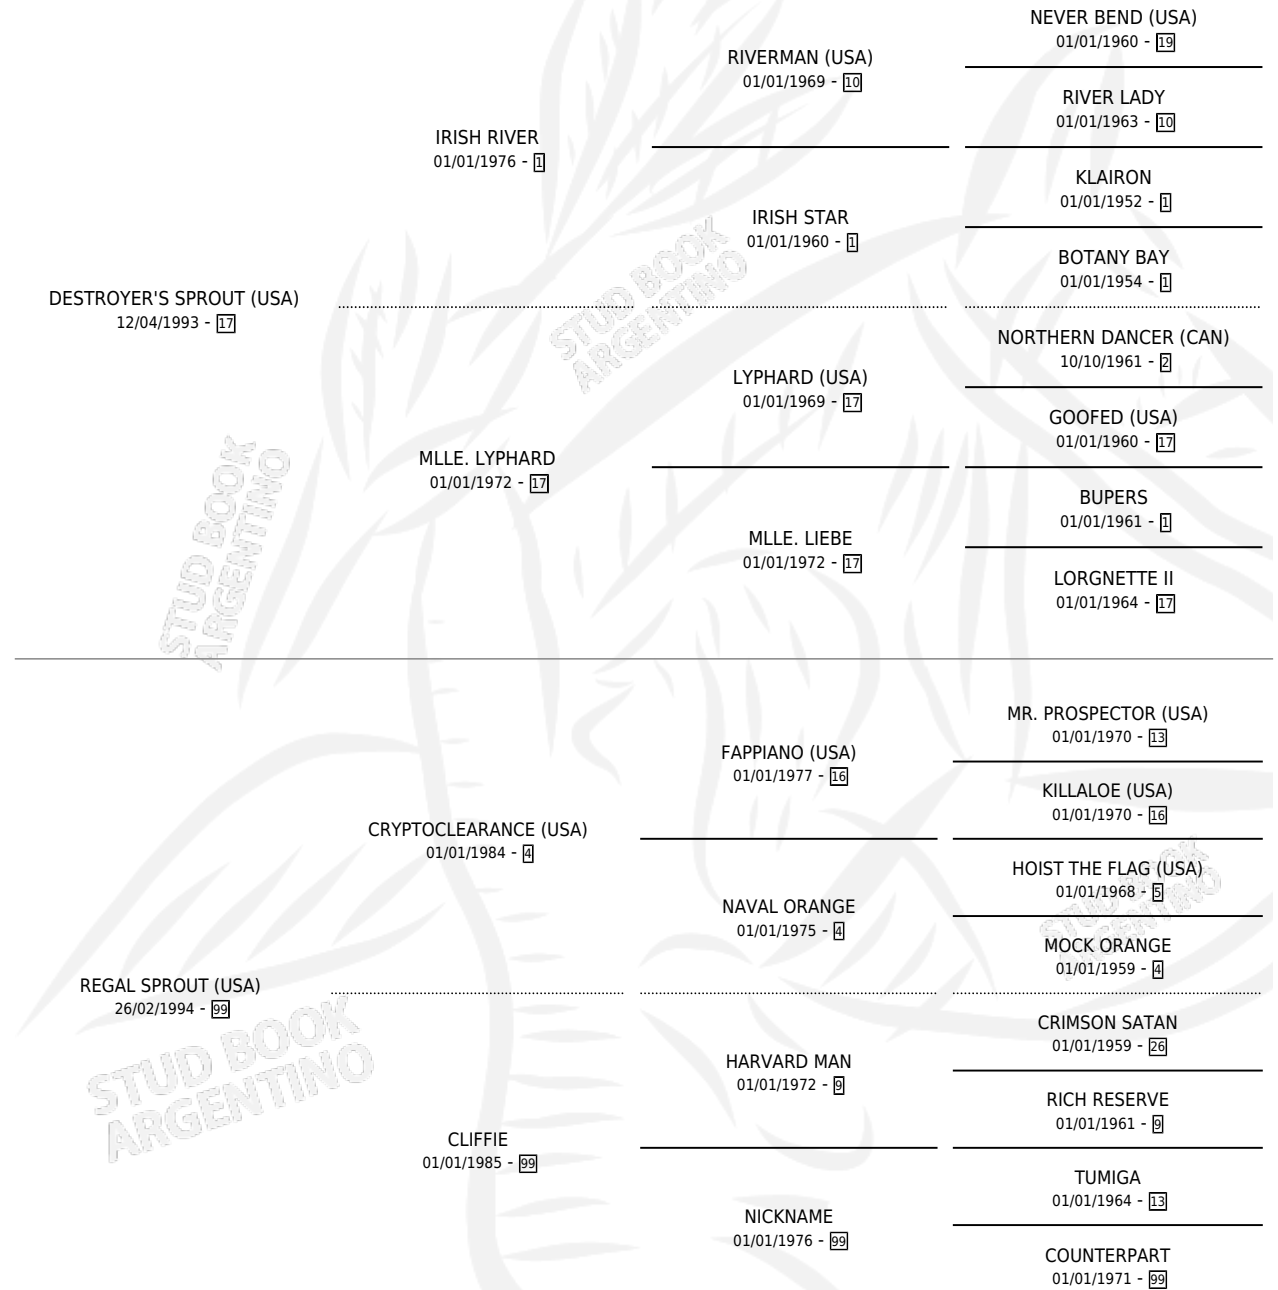 NEVER BEND (USA)
01/01/1960 - 19
RIVERMAN (USA)
01/01/1969 - 10
RIVER LADY
01/01/1963 - 10
IRISH RIVER
01/01/1976 - 1
KLAIRON
01/01/1952 - 1
IRISH STAR
01/01/1960 - 1
BOTANY BAY
01/01/1954 - 1
DESTROYER'S SPROUT (USA)
12/04/1993 - 17
NORTHERN DANCER (CAN)
10/10/1961 - 2
LYPHARD (USA)
01/01/1969 - 17
GOOFED (USA)
01/01/1960 - 17
MLLE. LYPHARD
01/01/1972 - 17
BUPERS
01/01/1961 - 1
MLLE. LIEBE
01/01/1972 - 17
LORGNETTE II
01/01/1964 - 17
STUD BOOK
ARGENTINO
STUD BOOK
ARGENTINO
MR. PROSPECTOR (USA)
01/01/1970 - 13
FAPPIANO (USA)
01/01/1977 - 16
KILLALOE (USA)
01/01/1970 - 16
CRYPTOCLEARANCE (USA)
01/01/1984 - 4
HOIST THE FLAG (USA)
01/01/1968 - 5
NAVAL ORANGE
01/01/1975 - 4
MOCK ORANGE
01/01/1959 - 4
STUD BOOK
ARGENTINO
REGAL SPROUT (USA)
26/02/1994 - 99
CRIMSON SATAN
01/01/1959 - 26
HARVARD MAN
01/01/1972 - 9
RICH RESERVE
01/01/1961 - 9
CLIFFIE
01/01/1985 - 99
TUMIGA
01/01/1964 - 13
NICKNAME
01/01/1976 - 99
COUNTERPART
01/01/1971 - 99
STUD BOOK
ARGENTINO